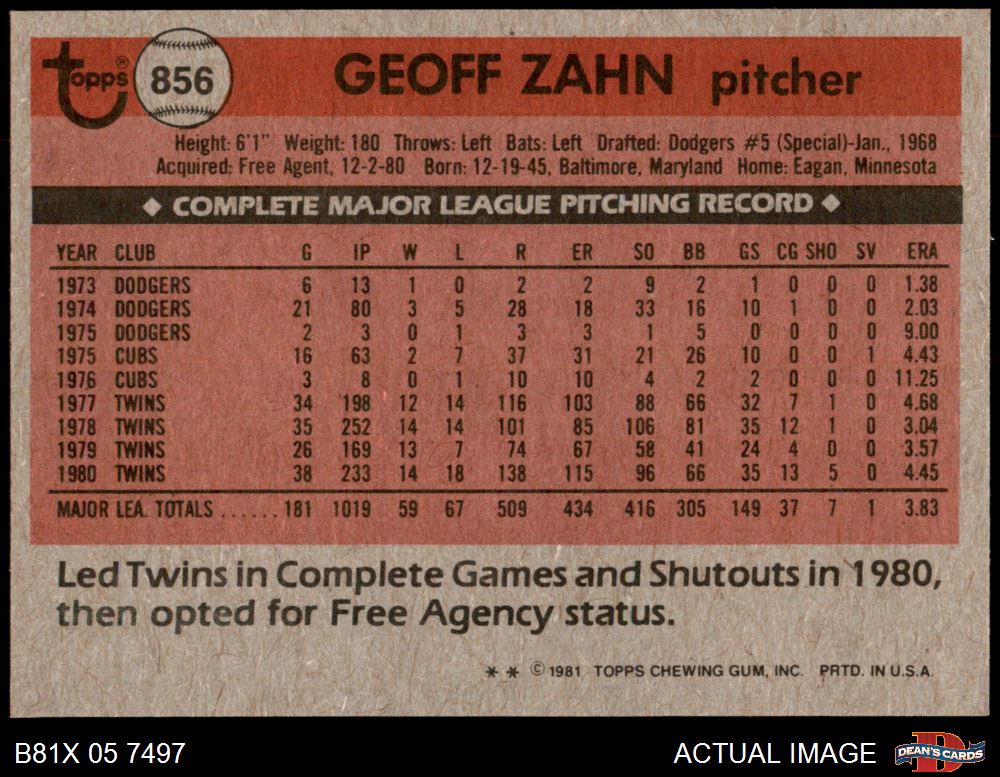 topps®
856
GEOFF ZAHN pitcher
Height: 6'1" Weight: 180 Throws: Left Bats: Left Drafted: Dodgers #5 (Special)-Jan., 1968
Acquired: Free Agent, 12-2-80 Born: 12-19-45, Baltimore, Maryland Home: Eagan, Minnesota
◆ COMPLETE MAJOR LEAGUE PITCHING RECORD ◆
YEAR CLUB G IP W L R ER SO BB GS CG SHO SV ERA
1973 DODGERS 6 13 1 0 2 2 9 2 1 0 0 0 1.38
1974 DODGERS 21 80 3 5 28 18 33 16 10 1 0 0 2.03
1975 DODGERS 2 3 0 1 3 3 1 5 0 0 0 0 9.00
1975 CUBS 16 63 2 7 37 31 21 26 10 0 0 1 4.43
1976 CUBS 3 8 0 1 10 10 4 2 2 0 0 0 11.25
1977 TWINS 34 198 12 14 116 103 88 66 32 7 1 0 4.68
1978 TWINS 35 252 14 14 101 85 106 81 35 12 1 0 3.04
1979 TWINS 26 169 13 7 74 67 58 41 24 4 0 0 3.57
1980 TWINS 38 233 14 18 138 115 96 66 35 13 5 0 4.45
MAJOR LEA. TOTALS ...... 181 1019 59 67 509 434 416 305 149 37 7 1 3.83
Led Twins in Complete Games and Shutouts in 1980,
then opted for Free Agency status.
* * © 1981 TOPPS CHEWING GUM, INC. PRTD. IN U.S.A.
B81X 05 7497 ACTUAL IMAGE D DEAN'S CARDS